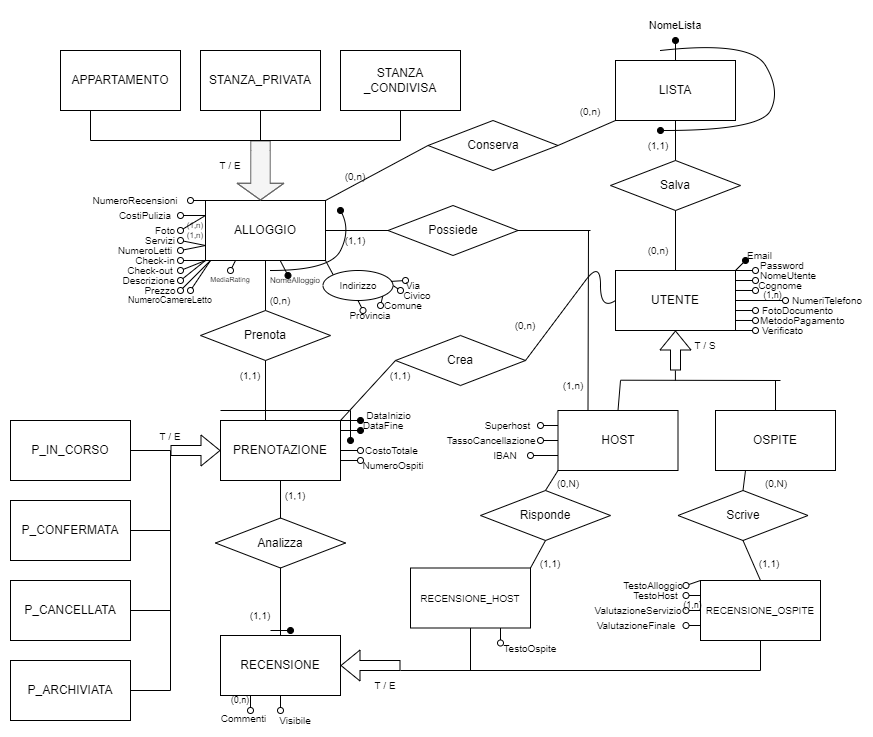 NomeLista
APPARTAMENTO
STANZA_PRIVATA
STANZA
_CONDIVISA
LISTA
(0,n)
Conserva
(1,1)
T / E
(0,n)
Salva
NumeroRecensioni
CostiPulizia
Foto
(1,n)
Servizi
(1,n)
NumeroLetti
Check-in
Check-out
Descrizione
Prezzo
NumeroCamereLetto
ALLOGGIO
(1,1)
Possiede
(0,n)
MediaRating
NomeAlloggio
Indirizzo
Via
Civico
Comune
Provincia
Email
Password
NomeUtente
Cognome
(1,n)
NumeriTelefono
FotoDocumento
MetodoPagamento
Verificato
UTENTE
(0,n)
Prenota
(0,n)
T / S
Crea
(1,1)
(1,1)
(1,n)
DataInizio
DataFine
CostoTotale
NumeroOspiti
T / E
P_IN_CORSO
PRENOTAZIONE
Superhost
TassoCancellazione
IBAN
HOST
OSPITE
(1,1)
(0,N)
(0,N)
P_CONFERMATA
Analizza
Risponde
Scrive
(1,1)
(1,1)
P_CANCELLATA
(1,1)
RECENSIONE_HOST
TestoAlloggio
TestoHost
(1,n)
ValutazioneServizio
ValutazioneFinale
RECENSIONE_OSPITE
TestoOspite
P_ARCHIVIATA
RECENSIONE
T / E
(0,n)
Commenti
Visibile